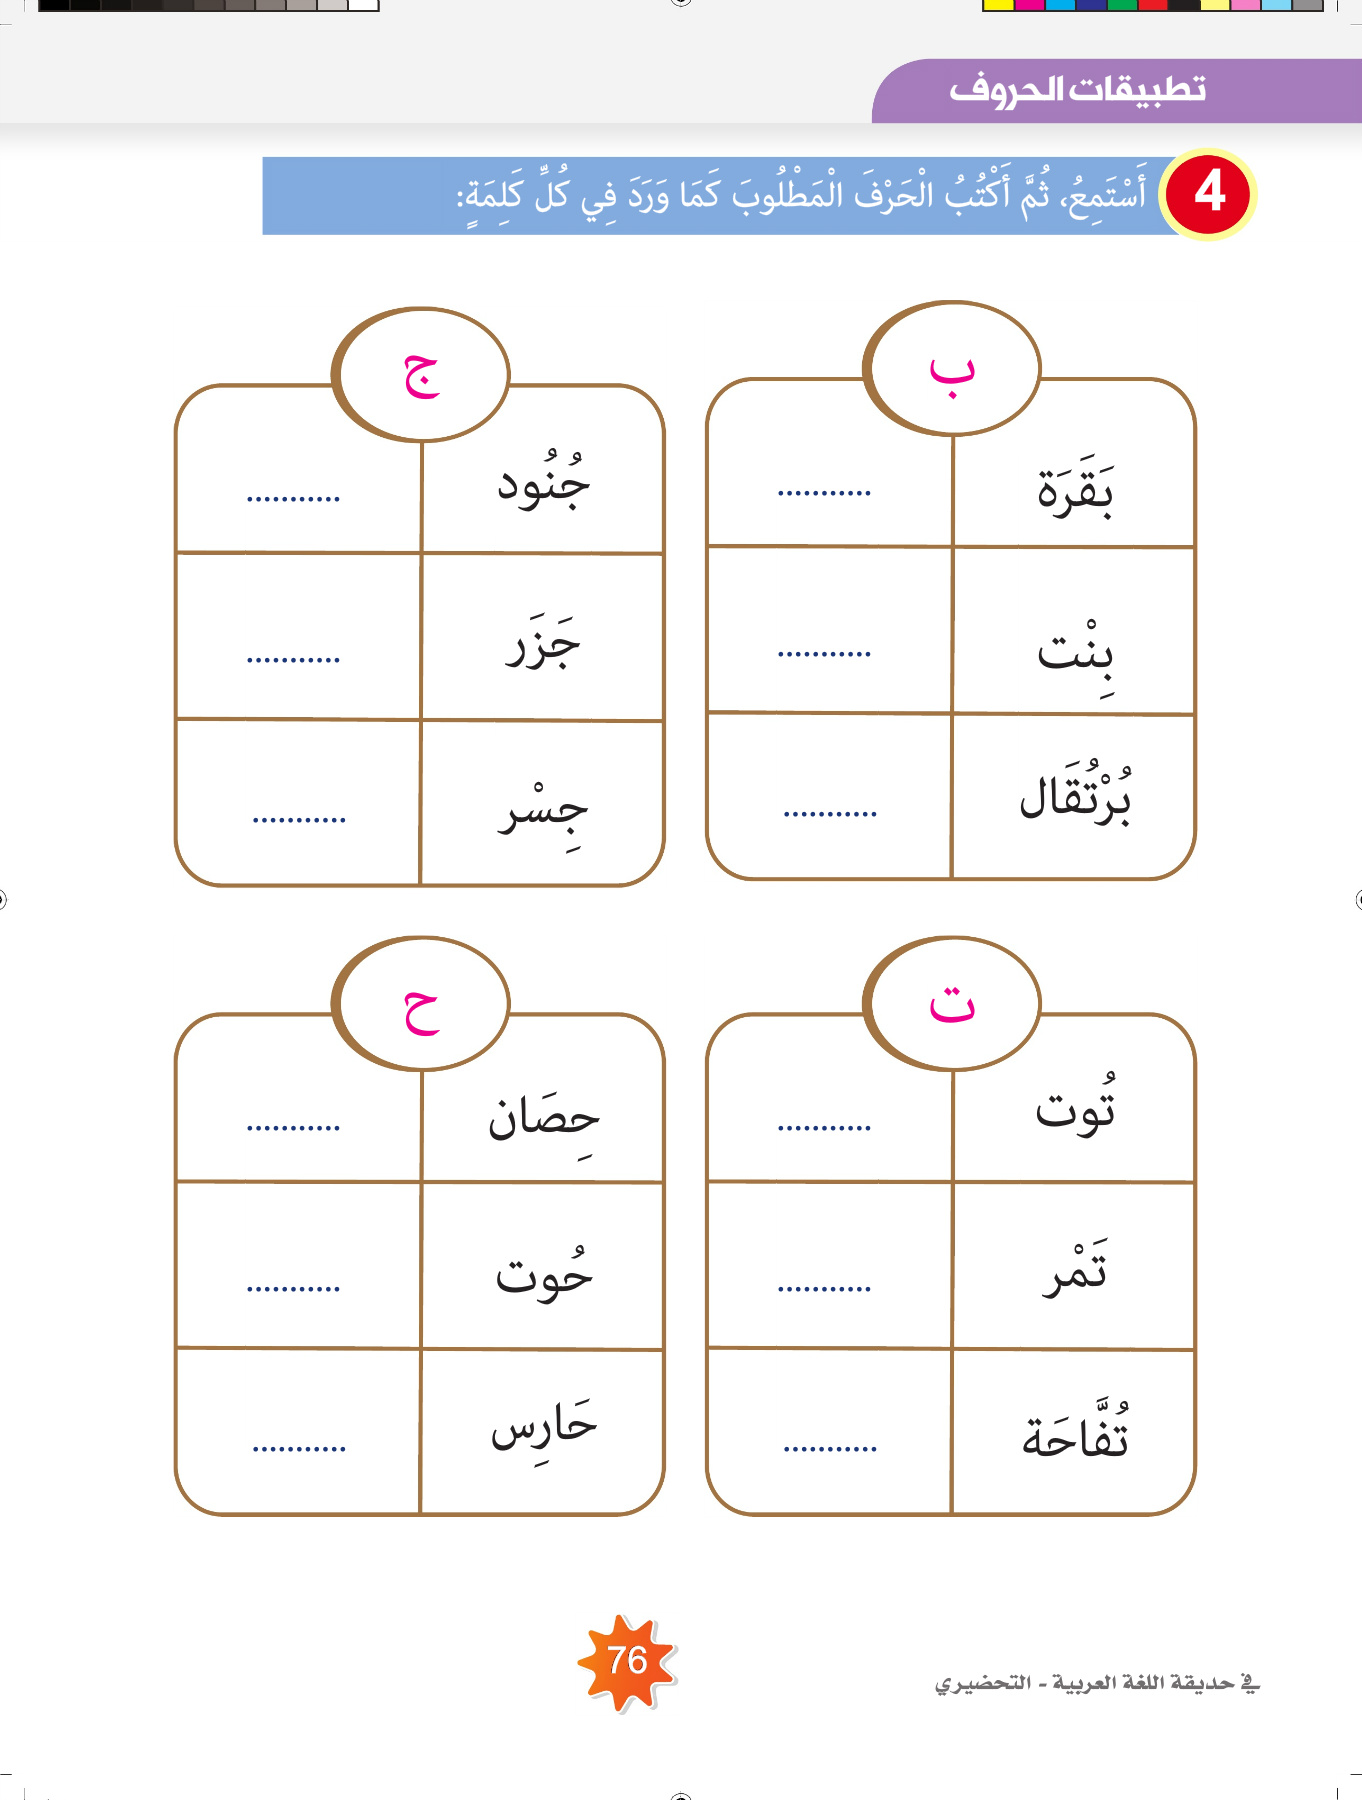 تطبيقات الحروف
4 أَسْتَمِعُ، ثُمَّ أَكْتُبُ الْحَرْفَ الْمَطْلُوبَ كَمَا وَرَدَ فِي كُلِّ كَلِمَةٍ:
ب
بَقَرَة ...........
بِنْت ...........
بُرْتُقَال ...........
ج
جُنُود ...........
جَزَر ...........
جِسْر ...........
ت
تُوت ...........
تَمْر ...........
تُفَّاحَة ...........
ح
حِصَان ...........
حُوت ...........
حَارِس ...........
في حديقة اللغة العربية - التحضيري
76